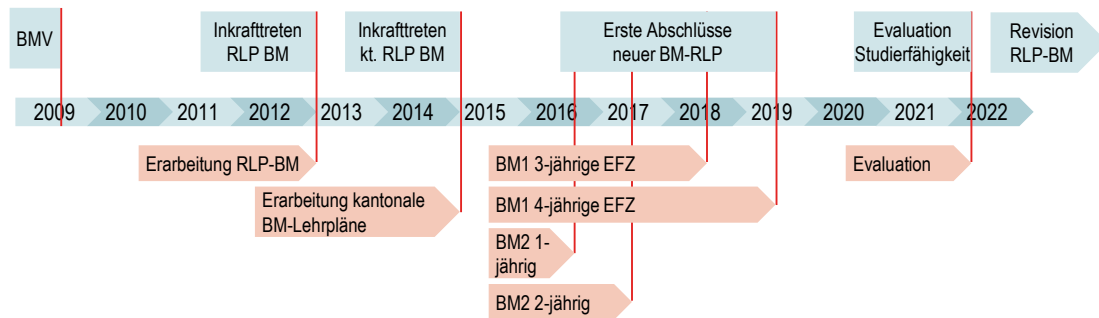 BMV
Inkrafttreten
RLP BM
Inkrafttreten
kt. RLP BM
Erste Abschlüsse
neuer BM-RLP
Evaluation
Studierfähigkeit
Revision
RLP-BM
2009 2010 2011 2012 2013 2014 2015 2016 2017 2018 2019 2020 2021 2022
Erarbeitung RLP-BM
BM1 3-jährige EFZ
Evaluation
Erarbeitung kantonale
BM-Lehrpläne
BM1 4-jährige EFZ
BM2 1-
jährig
BM2 2-jährig